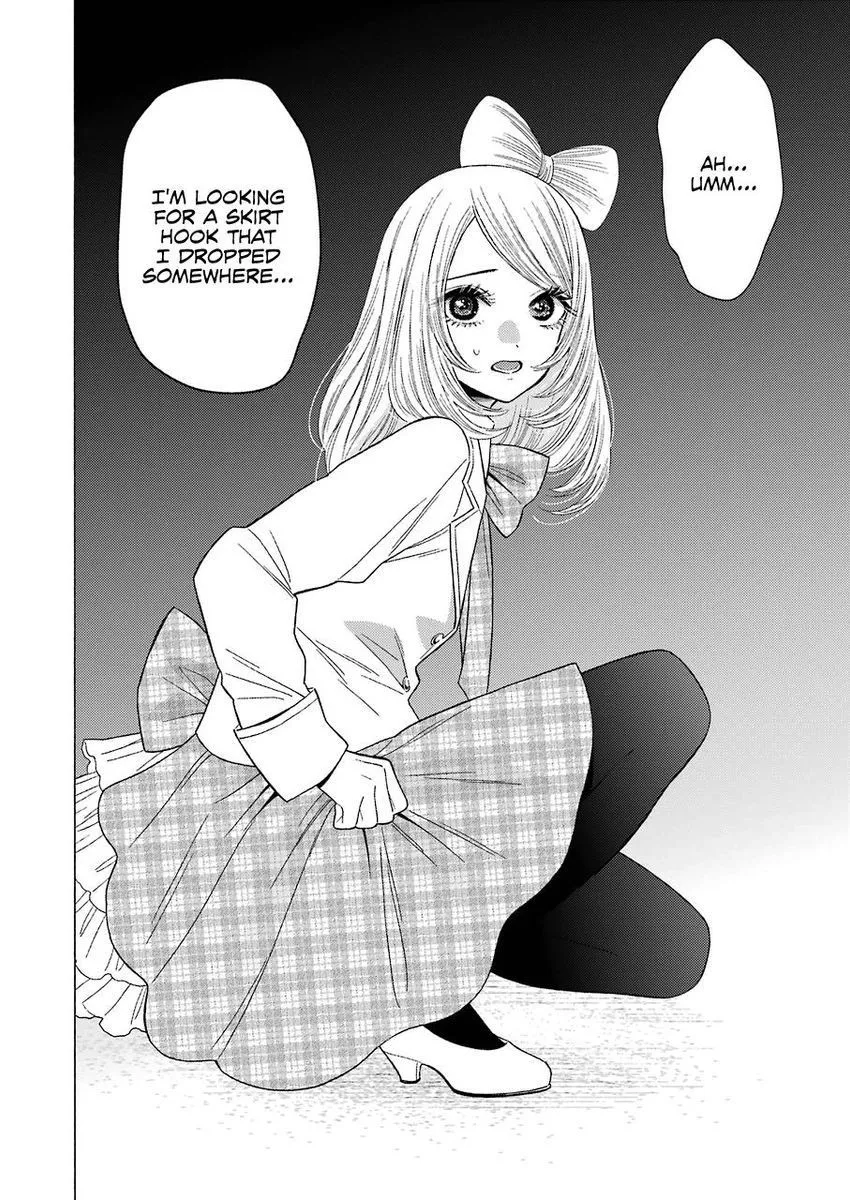 AH...
UMM...
I'M LOOKING
FOR A SKIRT
HOOK THAT
I DROPPED
SOMEWHERE...